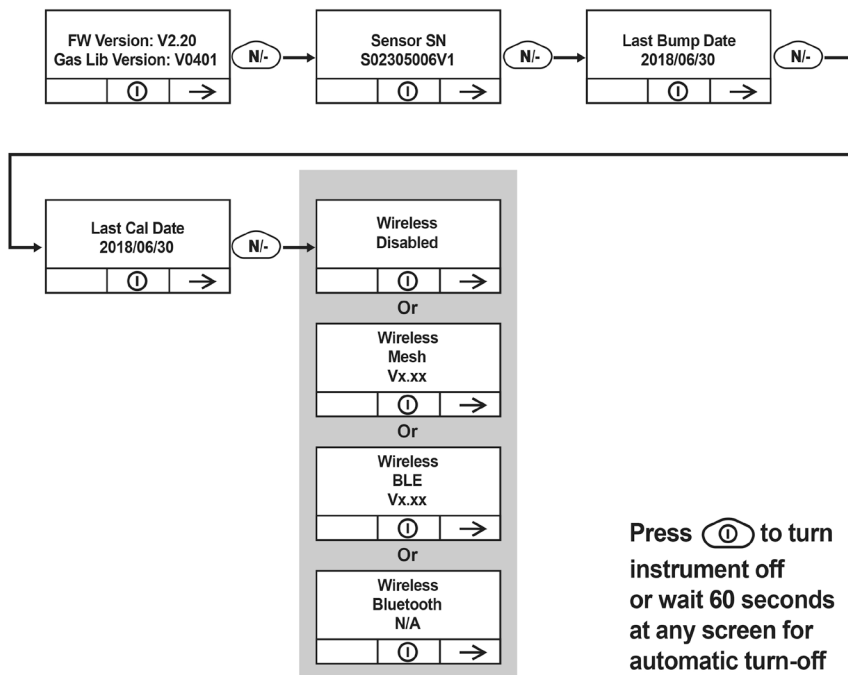 FW Version: V2.20
Gas Lib Version: V0401
N/-
Sensor SN
S02305006V1
N/-
Last Bump Date
2018/06/30
N/-
Last Cal Date
2018/06/30
N/-
Wireless
Disabled
Or
Wireless
Mesh
Vx.xx
Or
Wireless
BLE
Vx.xx
Or
Wireless
Bluetooth
N/A
Press to turn
instrument off
or wait 60 seconds
at any screen for
automatic turn-off